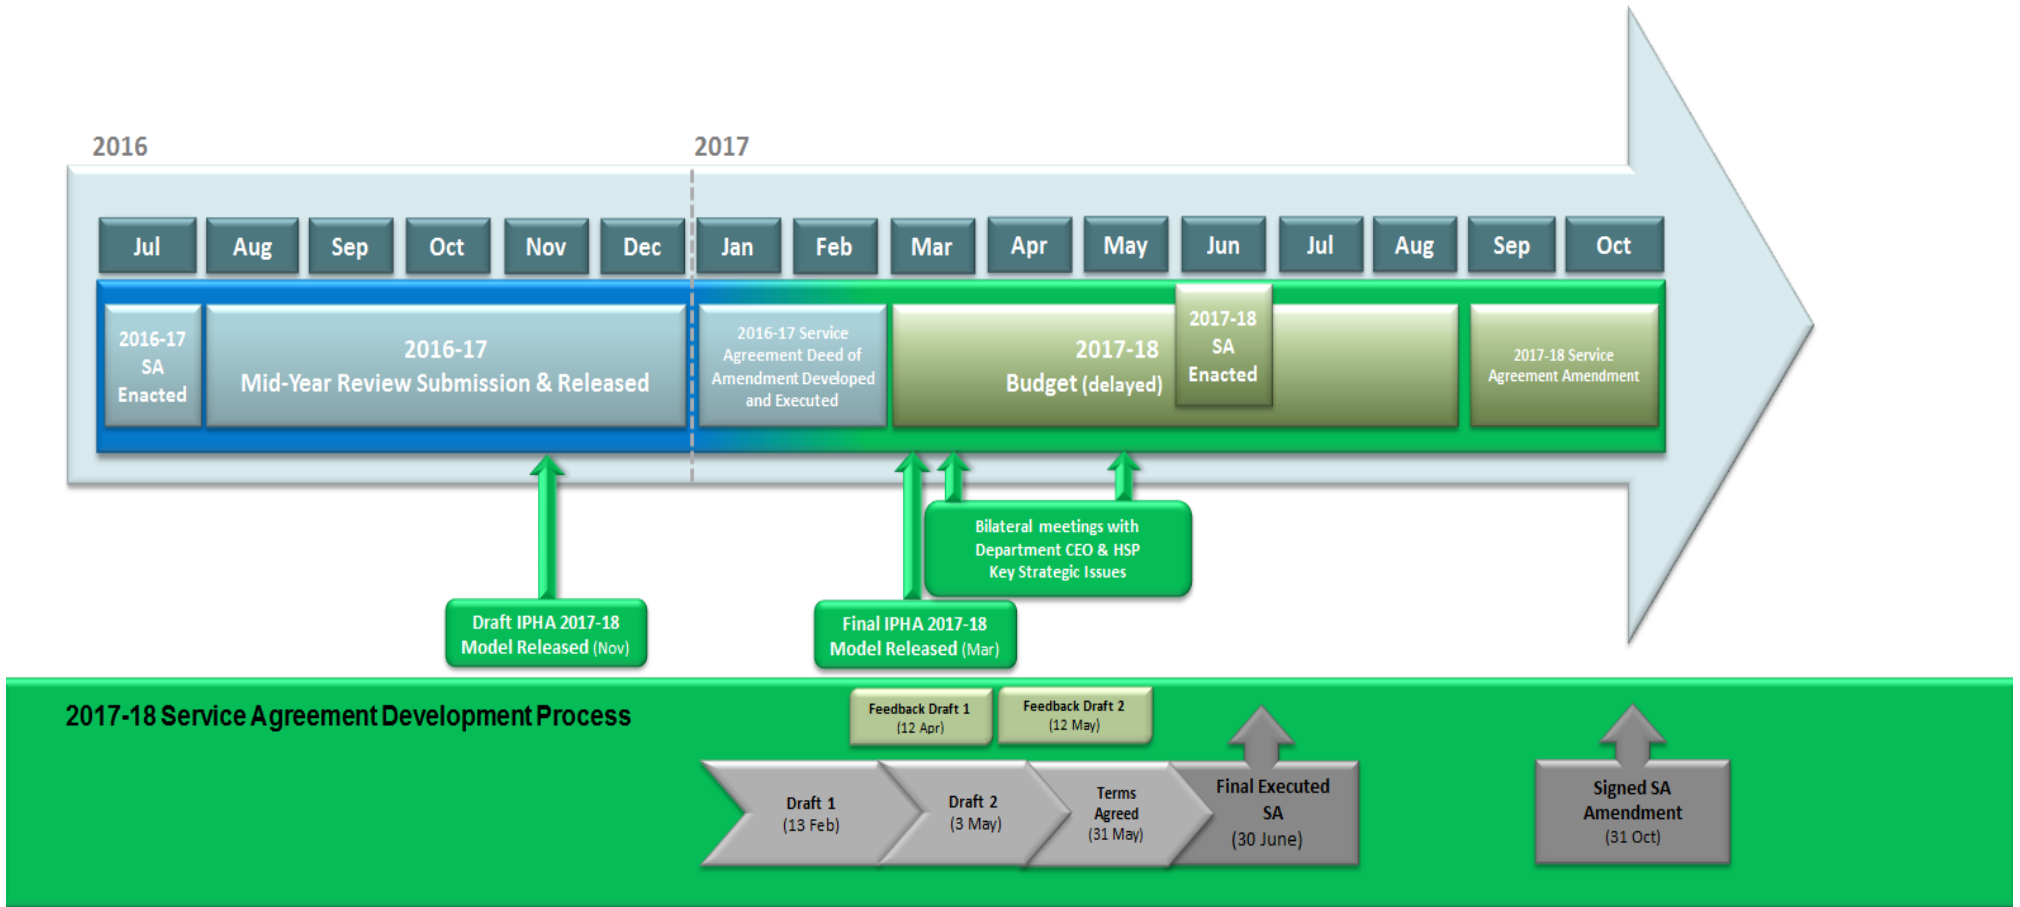 2016
2017
Jul
Aug
Sep
Oct
Nov
Dec
Jan
Feb
Mar
Apr
May
Jun
Jul
Aug
Sep
Oct
2016-17
SA
Enacted
2016-17
Mid-Year Review Submission & Released
2016-17 Service
Agreement Deed of
Amendment Developed
and Executed
2017-18
Budget (delayed)
2017-18
SA
Enacted
2017-18 Service
Agreement Amendment
Bilateral meetings with
Department CEO & HSP
Key Strategic Issues
Draft IPHA 2017-18
Model Released (Nov)
Final IPHA 2017-18
Model Released (Mar)
2017-18 Service Agreement Development Process
Feedback Draft 1
(12 Apr)
Feedback Draft 2
(12 May)
Draft 1
(13 Feb)
Draft 2
(3 May)
Terms
Agreed
(31 May)
Final Executed
SA
(30 June)
Signed SA
Amendment
(31 Oct)